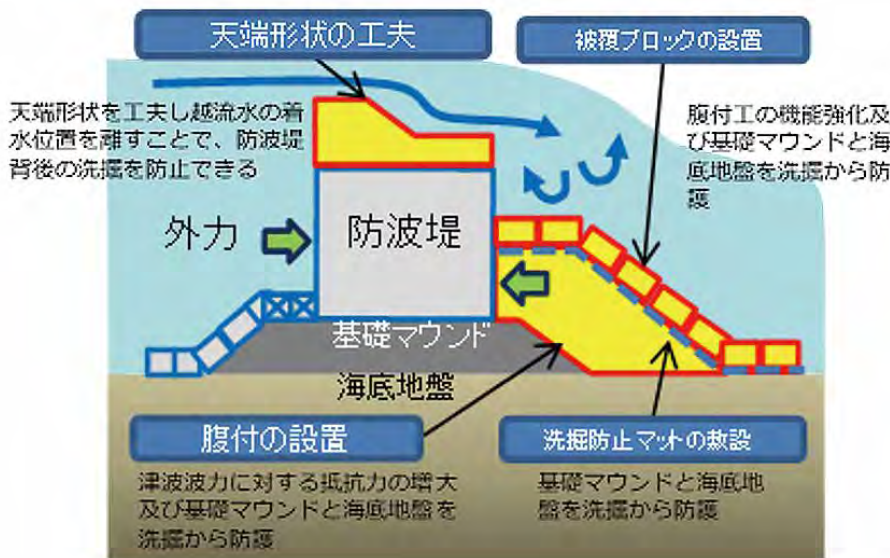 天端形状の工夫
被覆ブロックの設置
天端形状を工夫し越流水の着
水位置を離すことで、防波堤
背後の洗掘を防止できる
腹付工の機能強化及
び基礎マウンドと海
底地盤を洗掘から防
護
外力
防波堤
基礎マウンド
海底地盤
腹付の設置
洗掘防止マットの敷設
津波波力に対する抵抗力の増大
及び基礎マウンドと海底地盤を
洗掘から防護
基礎マウンドと海底地
盤を洗掘から防護